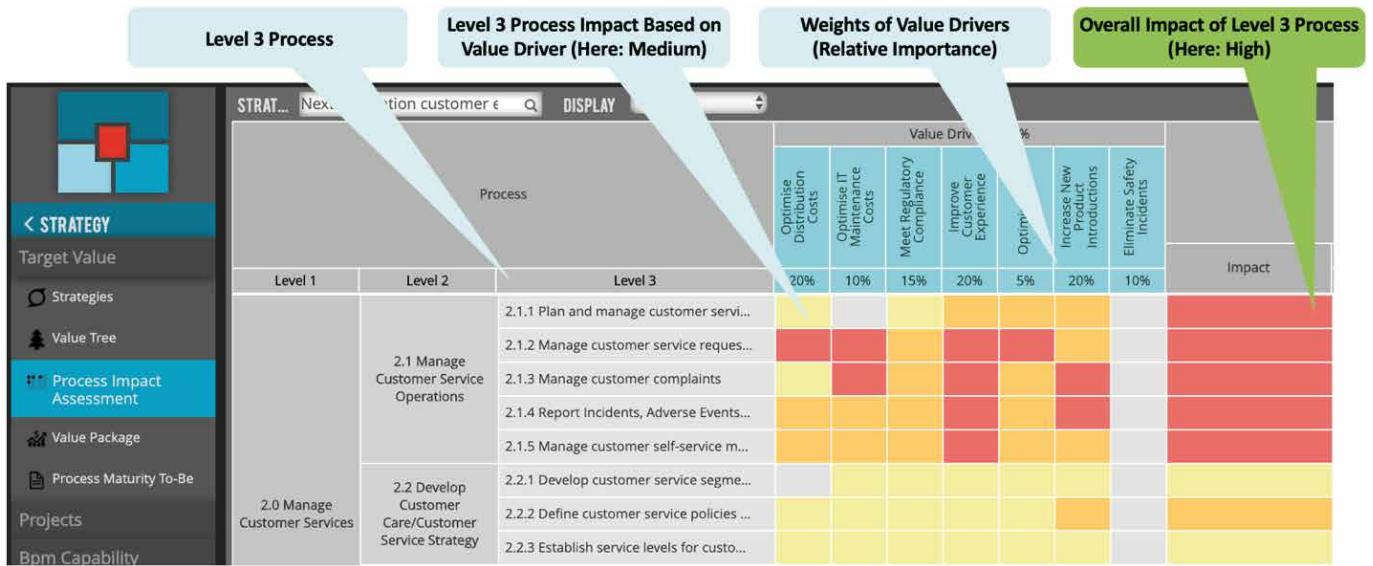 Level 3 Process
Level 3 Process Impact Based on
Value Driver (Here: Medium)
Weights of Value Drivers
(Relative Importance)
Overall Impact of Level 3 Process
(Here: High)
STRAT... Nex tion customer e DISPLAY
< STRATEGY
Target Value
Strategies
Value Tree
Process Impact
Assessment
Value Package
Process Maturity To-Be
Projects
Bpm Capability
Process
Value Driv %
Optimise
Distribution
Costs
Optimise IT
Maintenance
Costs
Meet Regulatory
Compliance
Improve
Customer
Experience
Optimi
Increase New
Product
Introductions
Eliminate Safety
Incidents
Impact
Level 1 Level 2 Level 3 20% 10% 15% 20% 5% 20% 10%
2.0 Manage
Customer Services
2.1 Manage
Customer Service
Operations
2.1.1 Plan and manage customer servi...
2.1.2 Manage customer service reques...
2.1.3 Manage customer complaints
2.1.4 Report Incidents, Adverse Events...
2.1.5 Manage customer self-service m...
2.2 Develop
Customer
Care/Customer
Service Strategy
2.2.1 Develop customer service segme...
2.2.2 Define customer service policies ...
2.2.3 Establish service levels for custo...